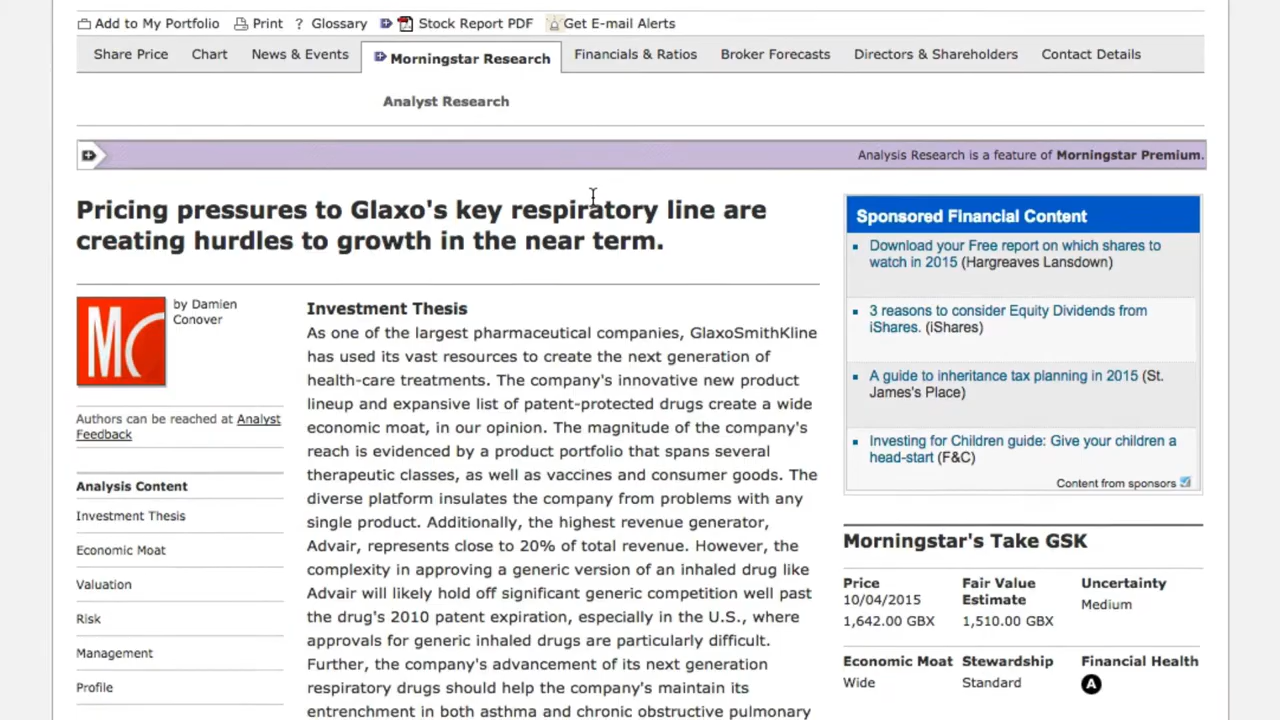 Add to My Portfolio Print ? Glossary Stock Report PDF Get E-mail Alerts
Share Price Chart News & Events Morningstar Research Financials & Ratios Broker Forecasts Directors & Shareholders Contact Details
Analyst Research
Analysis Research is a feature of Morningstar Premium.
Pricing pressures to Glaxo's key respiratory line are
creating hurdles to growth in the near term.
MC
by Damien
Conover
Authors can be reached at Analyst
Feedback
Analysis Content
Investment Thesis
Economic Moat
Valuation
Risk
Management
Profile
Investment Thesis
As one of the largest pharmaceutical companies, GlaxoSmithKline
has used its vast resources to create the next generation of
health-care treatments. The company's innovative new product
lineup and expansive list of patent-protected drugs create a wide
economic moat, in our opinion. The magnitude of the company's
reach is evidenced by a product portfolio that spans several
therapeutic classes, as well as vaccines and consumer goods. The
diverse platform insulates the company from problems with any
single product. Additionally, the highest revenue generator,
Advair, represents close to 20% of total revenue. However, the
complexity in approving a generic version of an inhaled drug like
Advair will likely hold off significant generic competition well past
the drug's 2010 patent expiration, especially in the U.S., where
approvals for generic inhaled drugs are particularly difficult.
Further, the company's advancement of its next generation
respiratory drugs should help the company's maintain its
entrenchment in both asthma and chronic obstructive pulmonary
Sponsored Financial Content
Download your Free report on which shares to
watch in 2015 (Hargreaves Lansdown)
3 reasons to consider Equity Dividends from
iShares. (iShares)
A guide to inheritance tax planning in 2015 (St.
James's Place)
Investing for Children guide: Give your children a
head-start (F&C)
Content from sponsors
Morningstar's Take GSK
Price Fair Value Uncertainty
10/04/2015 Estimate Medium
1,642.00 GBX 1,510.00 GBX
Economic Moat Stewardship Financial Health
Wide Standard A